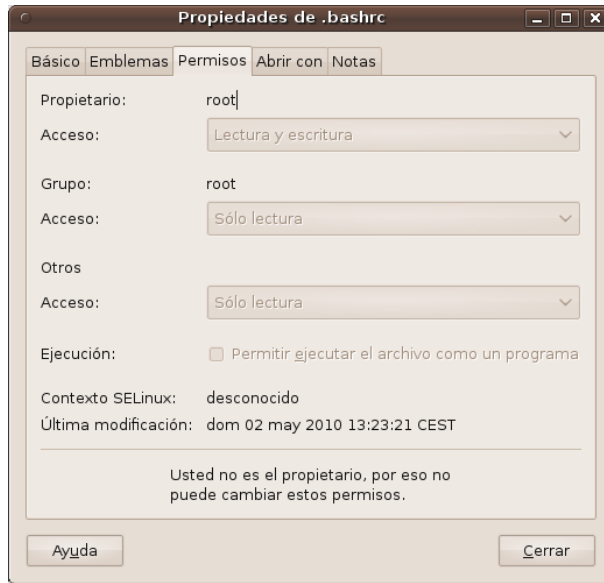 Propiedades de .bashrc
Básico Emblemas Permisos Abrir con Notas
Propietario: root
Acceso: Lectura y escritura
Grupo: root
Acceso: Sólo lectura
Otros
Acceso: Sólo lectura
Ejecución: Permitir ejecutar el archivo como un programa
Contexto SELinux: desconocido
Última modificación: dom 02 may 2010 13:23:21 CEST
Usted no es el propietario, por eso no
puede cambiar estos permisos.
Ayuda Cerrar